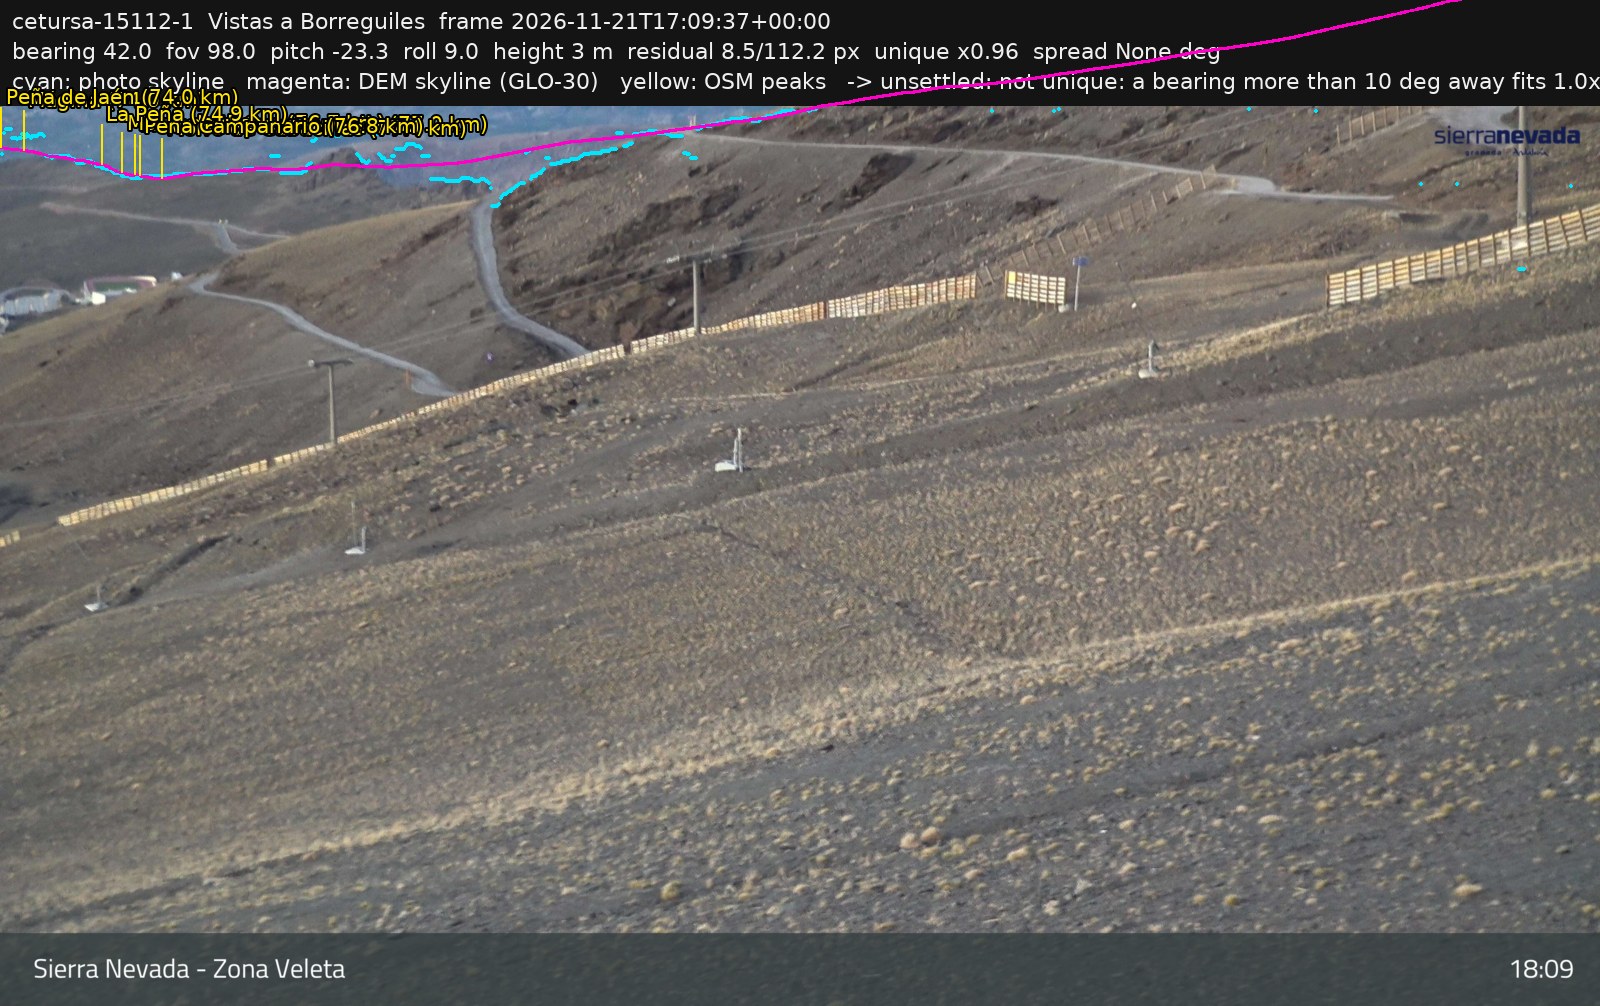 cetursa-15112-1 Vistas a Borreguiles frame 2026-11-21T17:09:37+00:00
bearing 42.0 fov 98.0 pitch -23.3 roll 9.0 height 3 m residual 8.5/112.2 px unique x0.96 spread None deg
cyan: photo skyline magenta: DEM skyline (GLO-30) yellow: OSM peaks -> unsettled: not unique: a bearing more than 10 deg away fits 1.0x
Peña de Jaén (74.0 km)
La Peña (74.9 km)
Peña Campanario (76.8 km)
sierranevada
Sierra Nevada - Zona Veleta
18:09